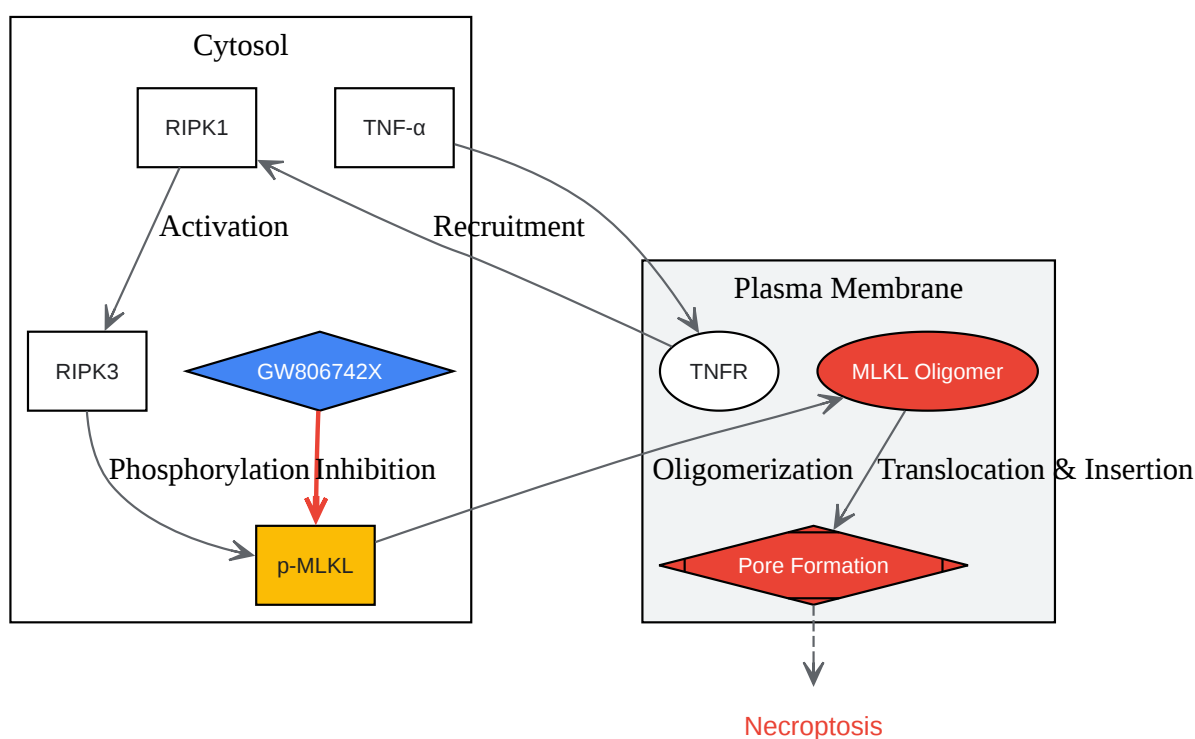 Cytosol
RIPK1
TNF-α
Activation
Recruitment
Plasma Membrane
RIPK3
GW806742X
TNFR
MLKL Oligomer
Phosphorylation
Inhibition
Oligomerization
Translocation & Insertion
p-MLKL
Pore Formation
Necroptosis